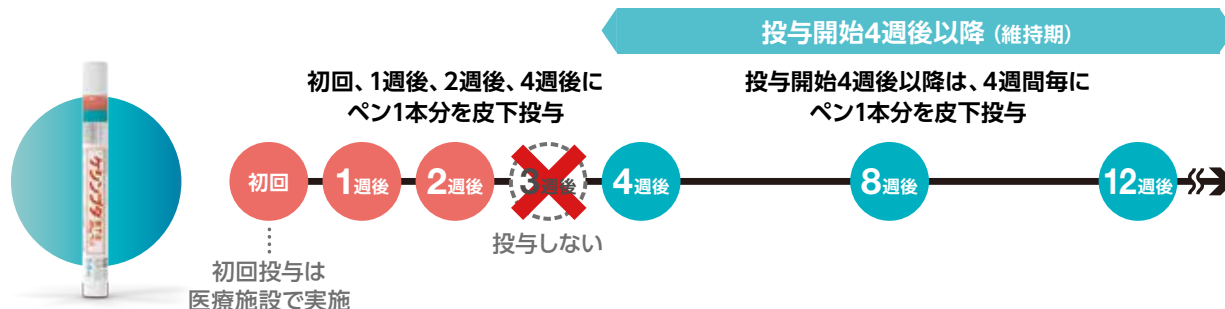 投与開始4週後以降（維持期）
初回、1週後、2週後、4週後に
ペン1本分を皮下投与
投与開始4週後以降は、4週間毎に
ペン1本分を皮下投与
ケシンプタ
初回
1週後
2週後
3週後
4週後
8週後
12週後
投与しない
初回投与は
医療施設で実施